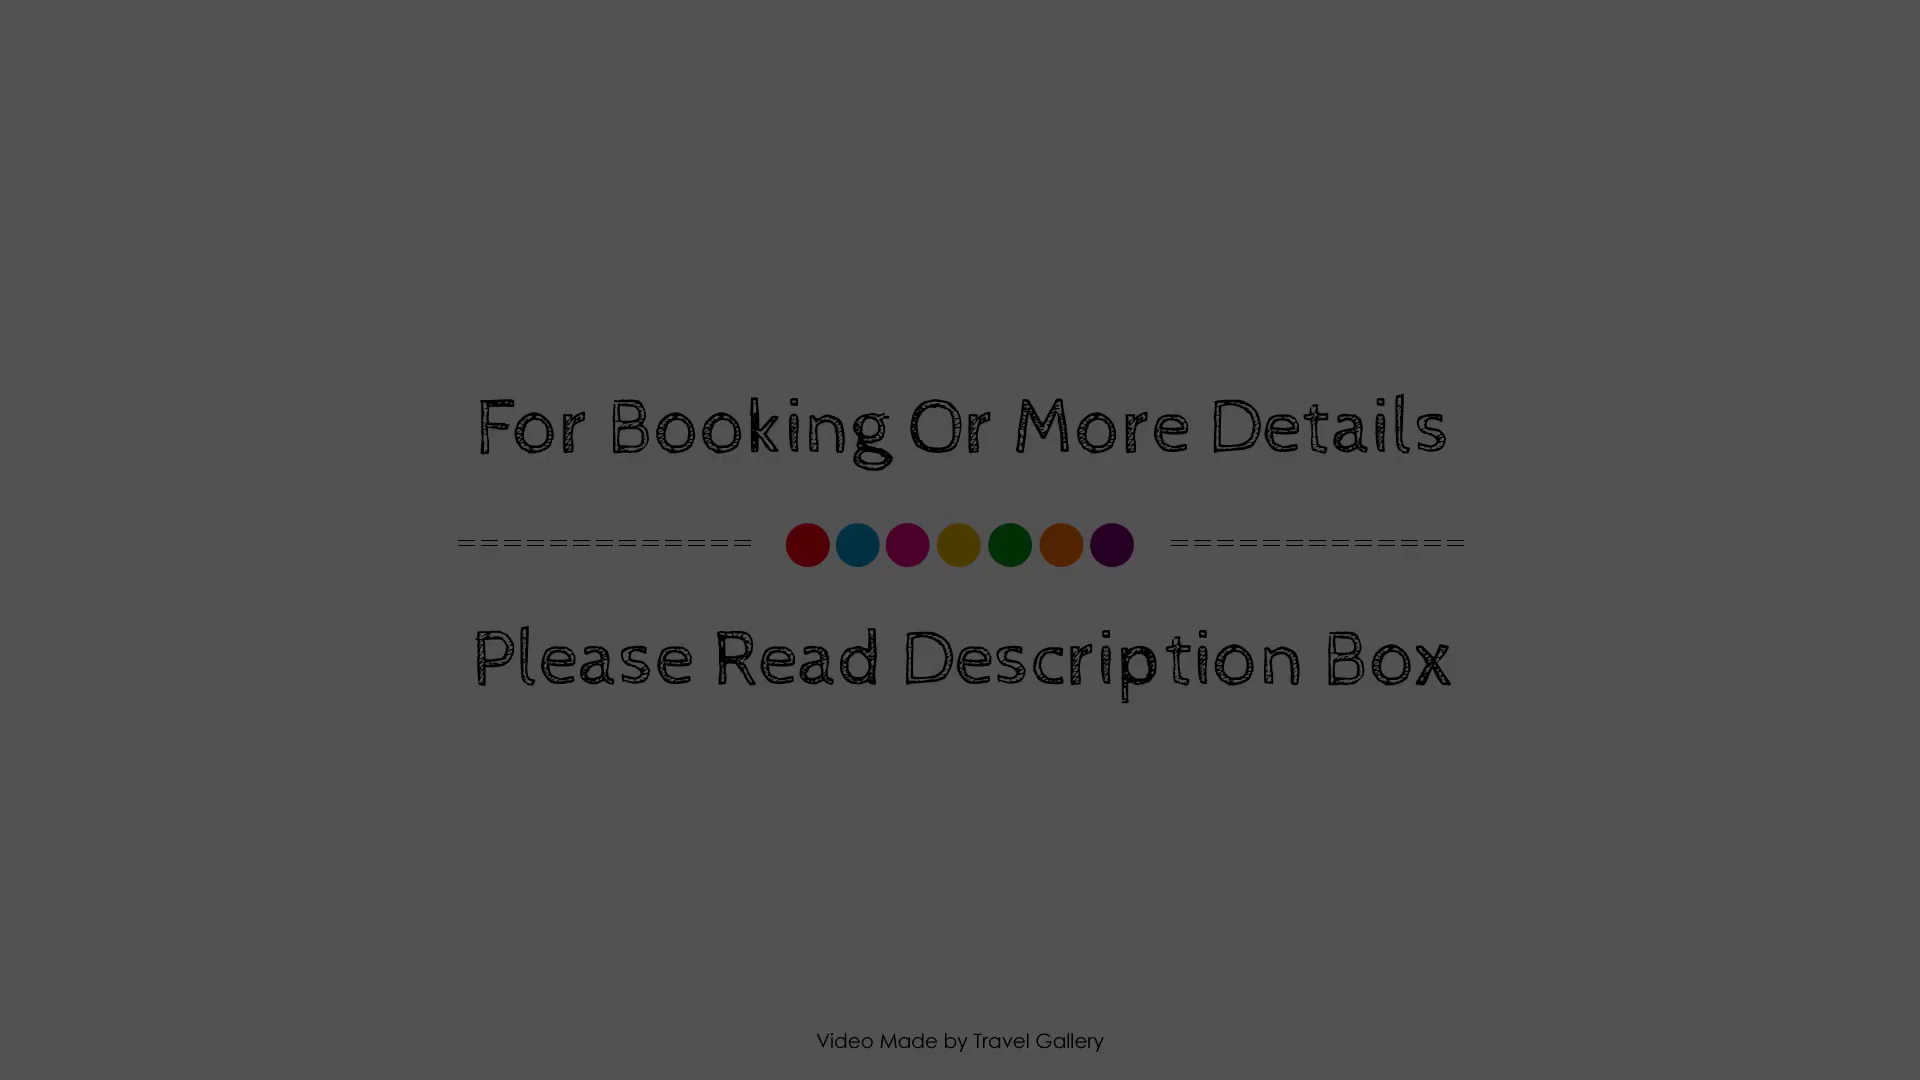 For Booking Or More Details
============= =============
Please Read Description Box
Video Made by Travel Gallery